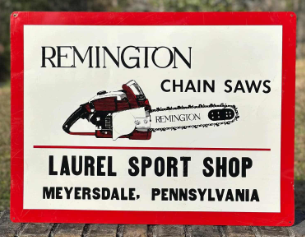 REMINGTON
CHAIN SAWS
REMINGTON
LAUREL SPORT SHOP
MEYERSDALE, PENNSYLVANIA